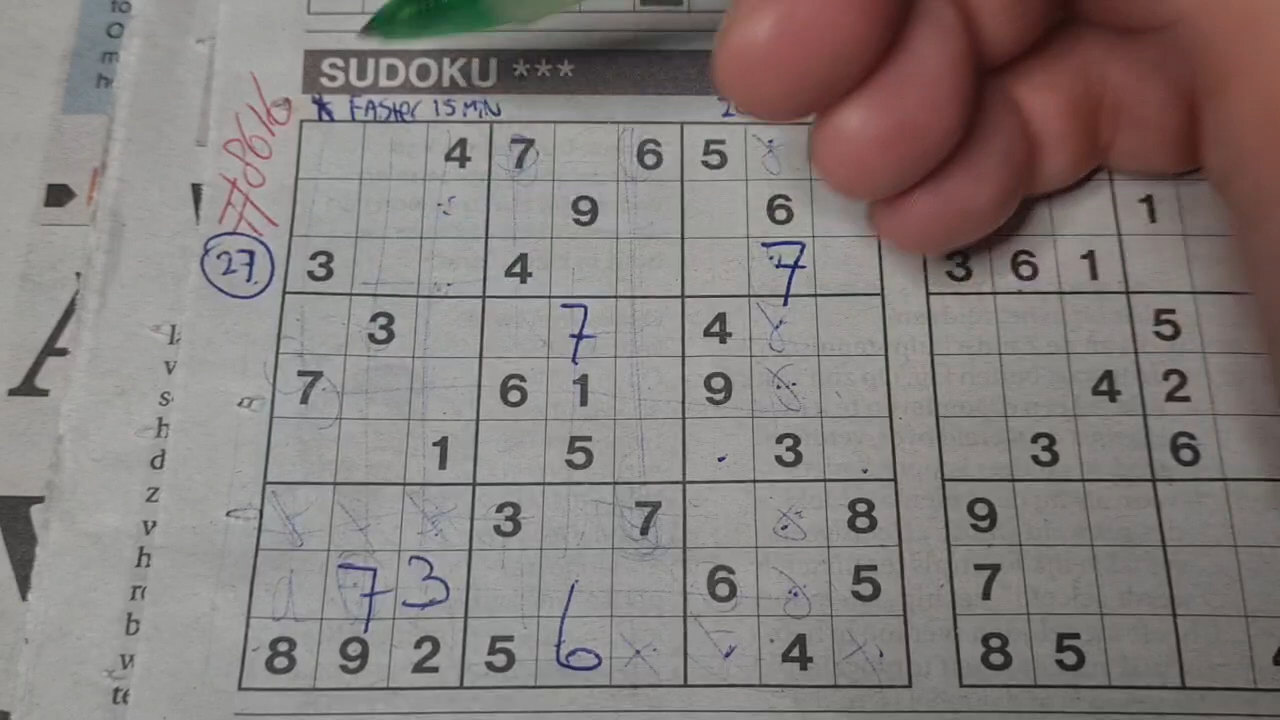 SUDOKU ***
* FASTER 15 MIN
#8616
4 7 6 5
9 6 1
27
3 4 7 3 6 1
3 7 4 5
7 6 1 9 4 2
1 5 3 3 6
3 7 8 9
7 3 6 5 7
8 9 2 5 6 4 8 5
to
O
m
h
A
v
s
h
d
z
v
h
b
v
te